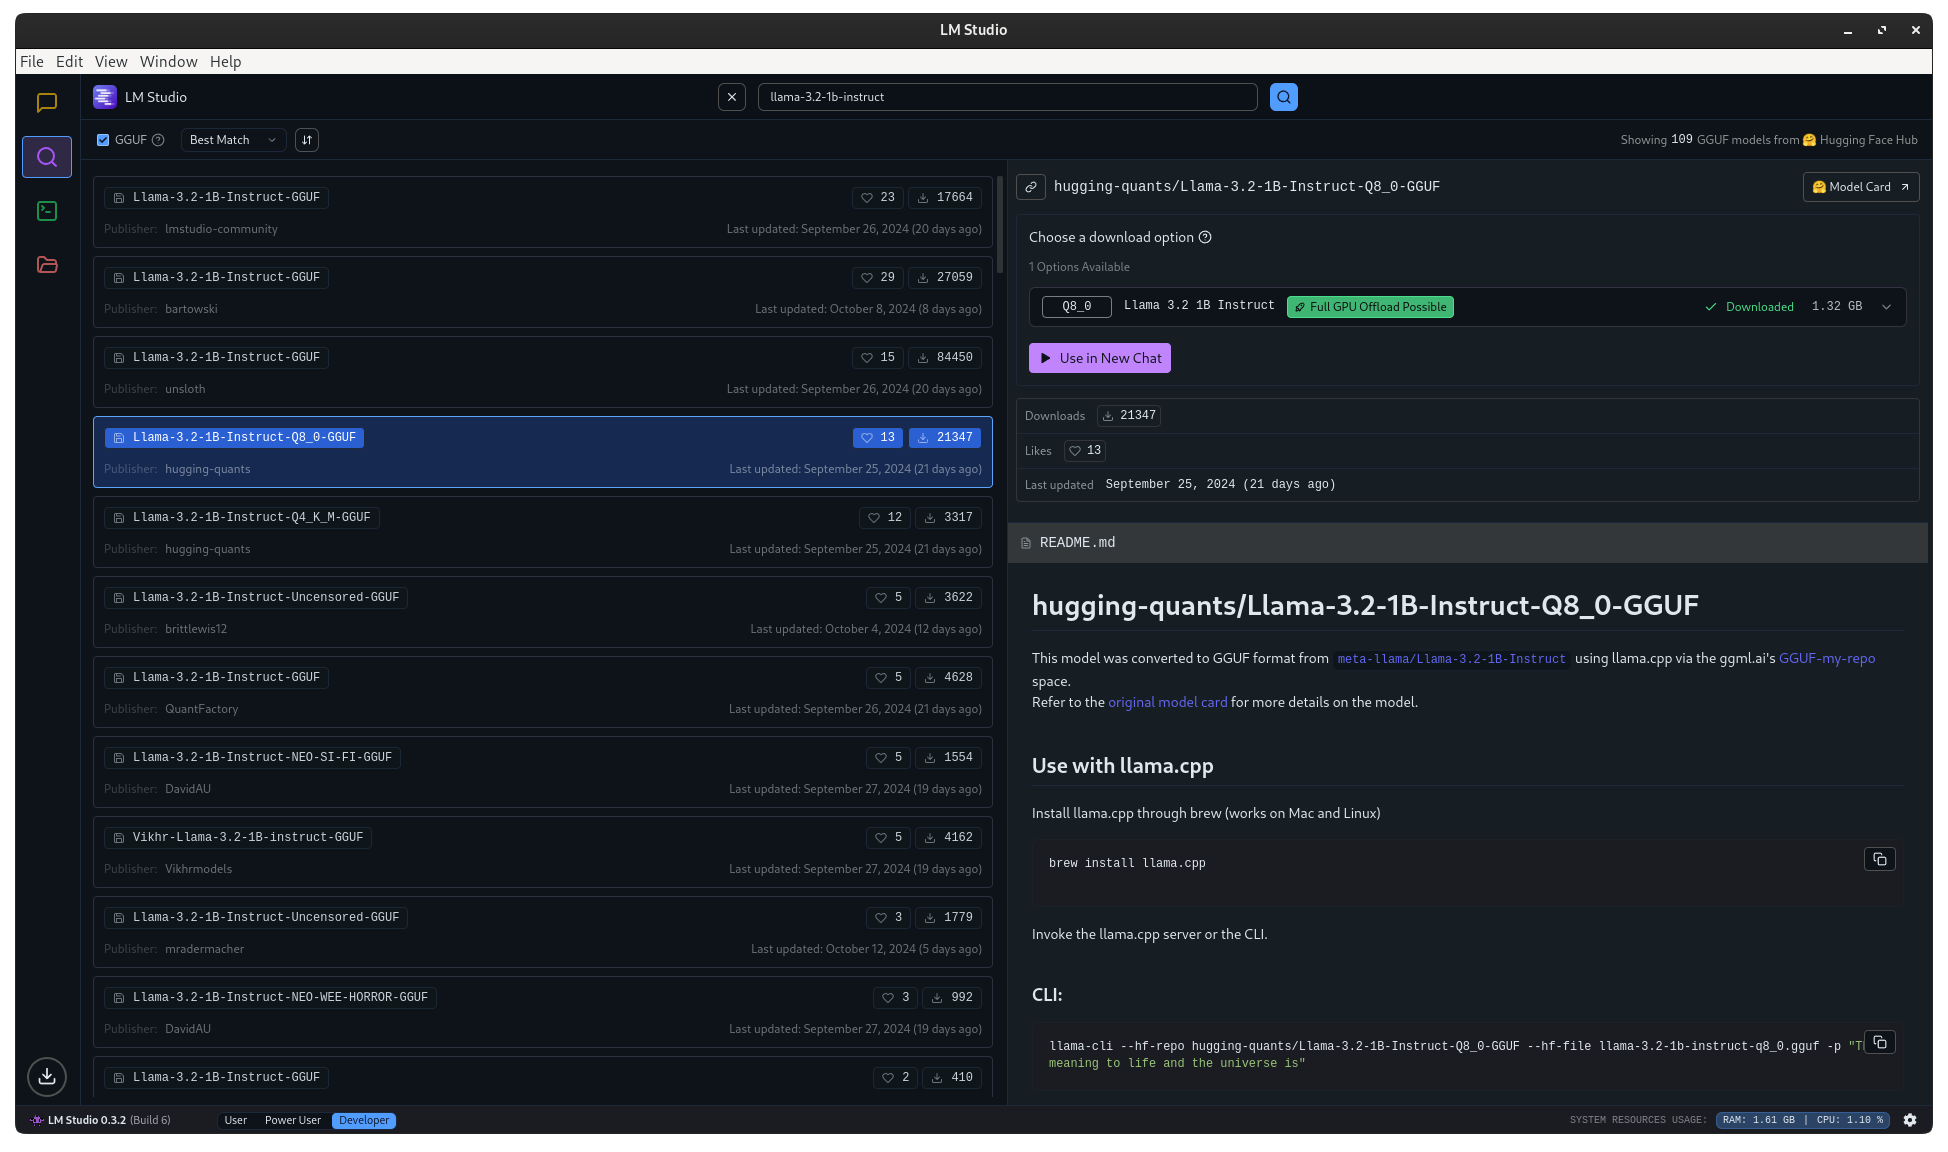 LM Studio
File Edit View Window Help
LM Studio
llama-3.2-1b-instruct
GGUF Best Match
Showing 109 GGUF models from 🤗 Hugging Face Hub
Llama-3.2-1B-Instruct-GGUF 23 17664
Publisher: lmstudio-community Last updated: September 26, 2024 (20 days ago)
Llama-3.2-1B-Instruct-GGUF 29 27059
Publisher: bartowski Last updated: October 8, 2024 (8 days ago)
Llama-3.2-1B-Instruct-GGUF 15 84450
Publisher: unsloth Last updated: September 26, 2024 (20 days ago)
Llama-3.2-1B-Instruct-Q8_0-GGUF 13 21347
Publisher: hugging-quants Last updated: September 25, 2024 (21 days ago)
Llama-3.2-1B-Instruct-Q4_K_M-GGUF 12 3317
Publisher: hugging-quants Last updated: September 25, 2024 (21 days ago)
Llama-3.2-1B-Instruct-Uncensored-GGUF 5 3622
Publisher: brittlewis12 Last updated: October 4, 2024 (12 days ago)
Llama-3.2-1B-Instruct-GGUF 5 4628
Publisher: QuantFactory Last updated: September 26, 2024 (21 days ago)
Llama-3.2-1B-Instruct-NEO-SI-FI-GGUF 5 1554
Publisher: DavidAU Last updated: September 27, 2024 (19 days ago)
Vikhr-Llama-3.2-1B-instruct-GGUF 5 4162
Publisher: Vikhrmodels Last updated: September 27, 2024 (19 days ago)
Llama-3.2-1B-Instruct-Uncensored-GGUF 3 1779
Publisher: mradermacher Last updated: October 12, 2024 (5 days ago)
Llama-3.2-1B-Instruct-NEO-WEE-HORROR-GGUF 3 992
Publisher: DavidAU Last updated: September 27, 2024 (19 days ago)
Llama-3.2-1B-Instruct-GGUF 2 410
hugging-quants/Llama-3.2-1B-Instruct-Q8_0-GGUF
🤗 Model Card
Choose a download option
1 Options Available
Q8_0 Llama 3.2 1B Instruct Full GPU Offload Possible Downloaded 1.32 GB
Use in New Chat
Downloads 21347
Likes 13
Last updated September 25, 2024 (21 days ago)
README.md
hugging-quants/Llama-3.2-1B-Instruct-Q8_0-GGUF
This model was converted to GGUF format from meta-llama/Llama-3.2-1B-Instruct using llama.cpp via the ggml.ai's GGUF-my-repo
space.
Refer to the original model card for more details on the model.
Use with llama.cpp
Install llama.cpp through brew (works on Mac and Linux)
brew install llama.cpp
Invoke the llama.cpp server or the CLI.
CLI:
llama-cli --hf-repo hugging-quants/Llama-3.2-1B-Instruct-Q8_0-GGUF --hf-file llama-3.2-1b-instruct-q8_0.gguf -p "
meaning to life and the universe is"
LM Studio 0.3.2 (Build 6) User Power User Developer
SYSTEM RESOURCES USAGE: RAM: 1.61 GB | CPU: 1.10 %